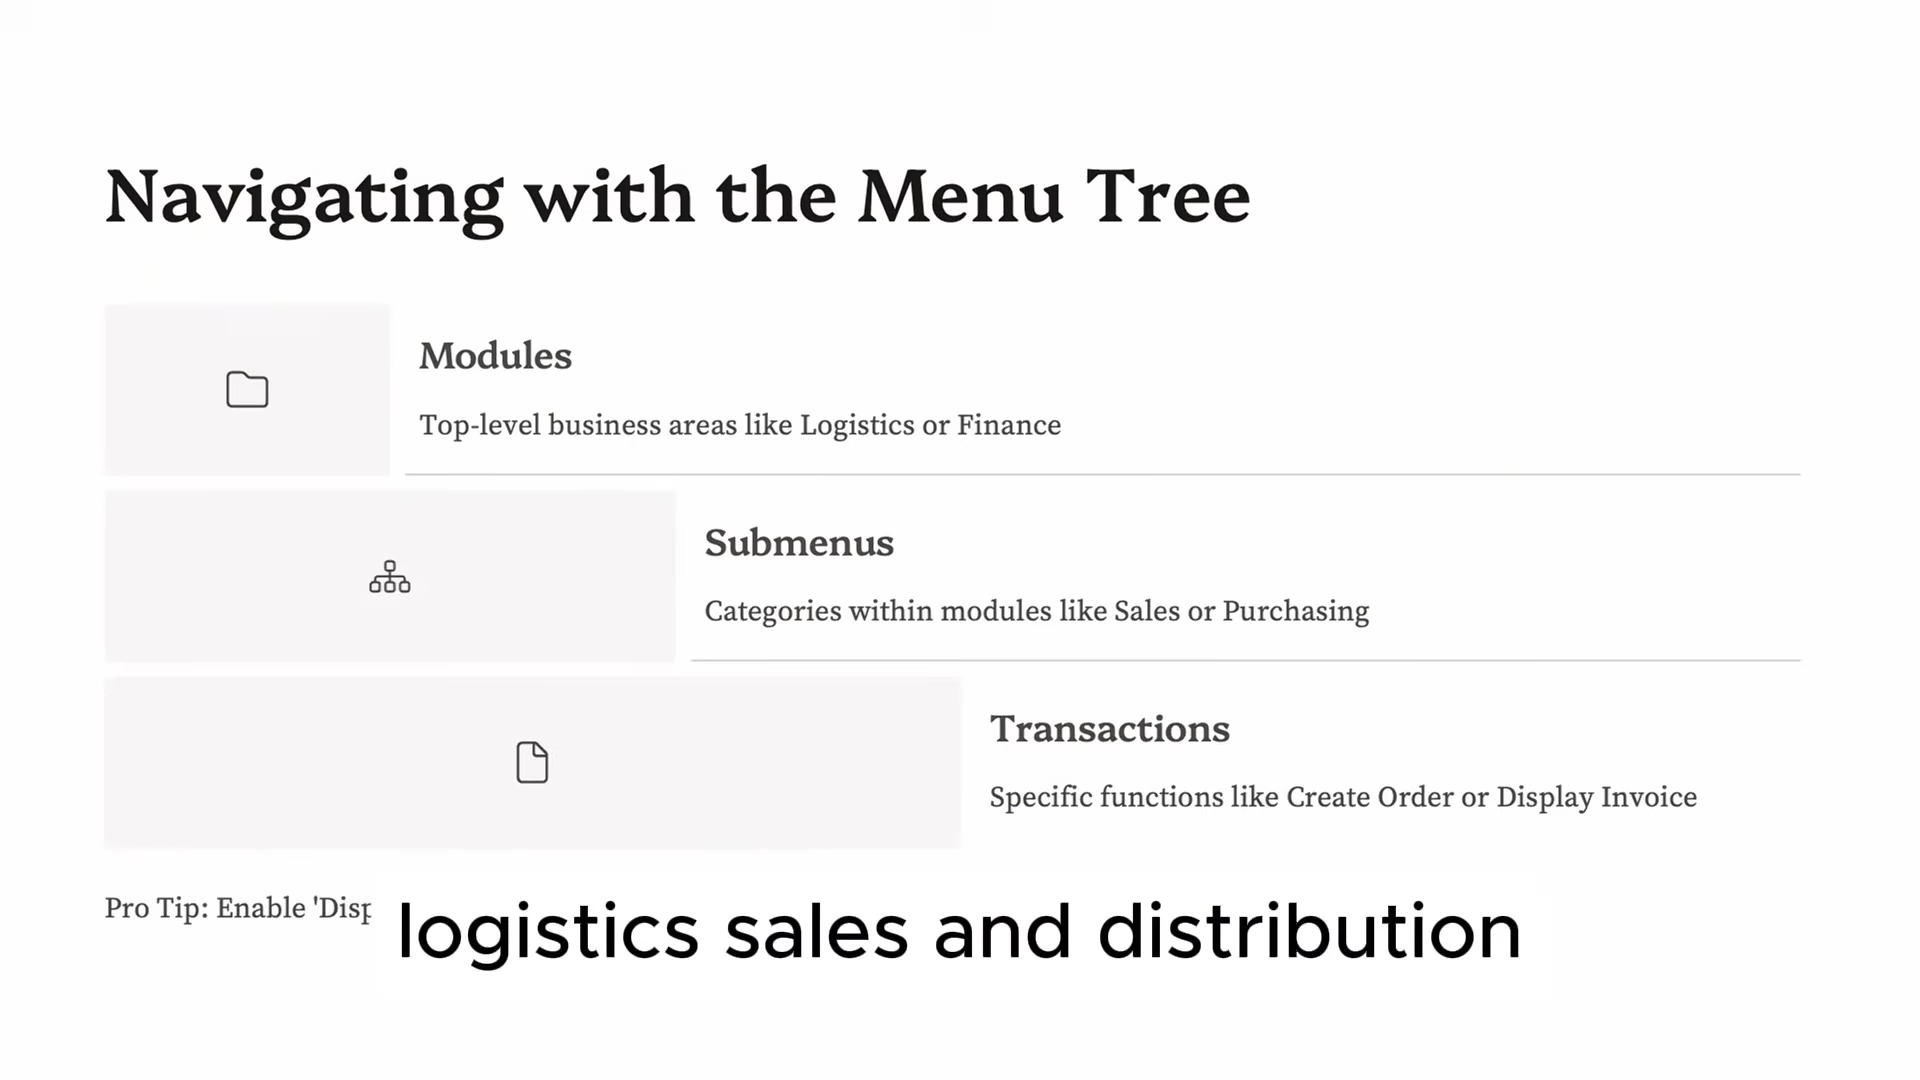 Navigating with the Menu Tree
Modules
Top-level business areas like Logistics or Finance
Submenus
Categories within modules like Sales or Purchasing
Transactions
Specific functions like Create Order or Display Invoice
Pro Tip: Enable 'Disp
logistics sales and distribution